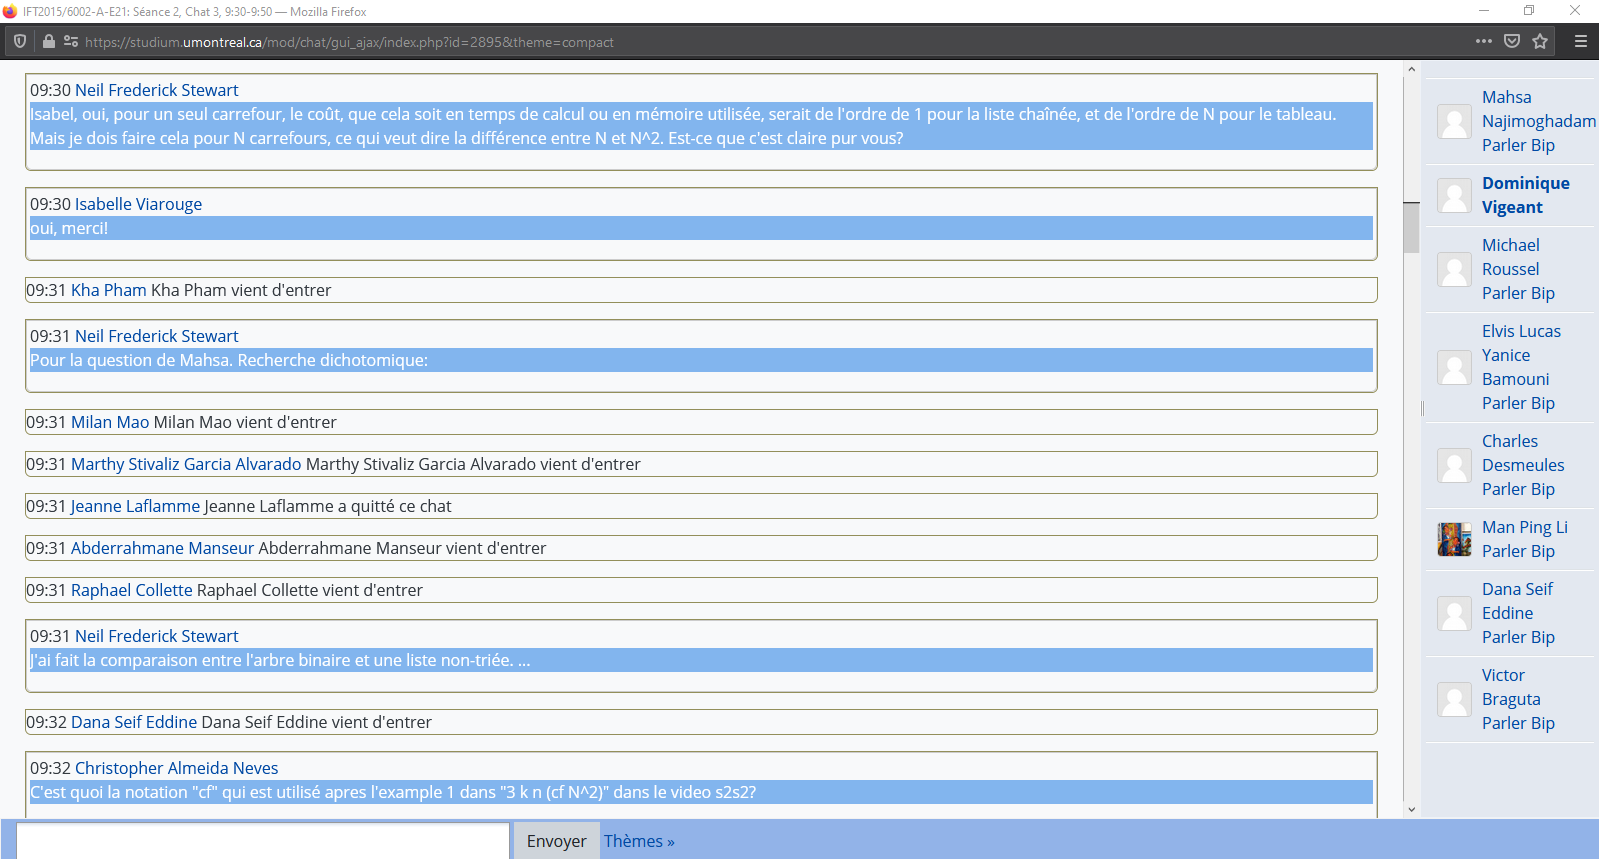 IFT2015/6002-A-E21: Séance 2, Chat 3, 9:30-9:50 — Mozilla Firefox
https://studium.umontreal.ca/mod/chat/gui_ajax/index.php?id=2895&theme=compact
09:30 Neil Frederick Stewart
Isabel, oui, pour un seul carrefour, le coût, que cela soit en temps de calcul ou en mémoire utilisée, serait de l'ordre de 1 pour la liste chaînée, et de l'ordre de N pour le tableau.
Mais je dois faire cela pour N carrefours, ce qui veut dire la différence entre N et N^2. Est-ce que c'est claire pur vous?
09:30 Isabelle Viarouge
oui, merci!
09:31 Kha Pham Kha Pham vient d'entrer
09:31 Neil Frederick Stewart
Pour la question de Mahsa. Recherche dichotomique:
09:31 Milan Mao Milan Mao vient d'entrer
09:31 Marthy Stivaliz Garcia Alvarado Marthy Stivaliz Garcia Alvarado vient d'entrer
09:31 Jeanne Laflamme Jeanne Laflamme a quitté ce chat
09:31 Abderrahmane Manseur Abderrahmane Manseur vient d'entrer
09:31 Raphael Collette Raphael Collette vient d'entrer
09:31 Neil Frederick Stewart
J'ai fait la comparaison entre l'arbre binaire et une liste non-triée. ...
09:32 Dana Seif Eddine Dana Seif Eddine vient d'entrer
09:32 Christopher Almeida Neves
C'est quoi la notation "cf" qui est utilisé apres l'example 1 dans "3 k n (cf N^2)" dans le video s2s2?
Mahsa
Najimoghadam
Parler Bip
Dominique
Vigeant
Michael
Roussel
Parler Bip
Elvis Lucas
Yanice
Bamouni
Parler Bip
Charles
Desmeules
Parler Bip
Man Ping Li
Parler Bip
Dana Seif
Eddine
Parler Bip
Victor
Braguta
Parler Bip
Envoyer
Thèmes »